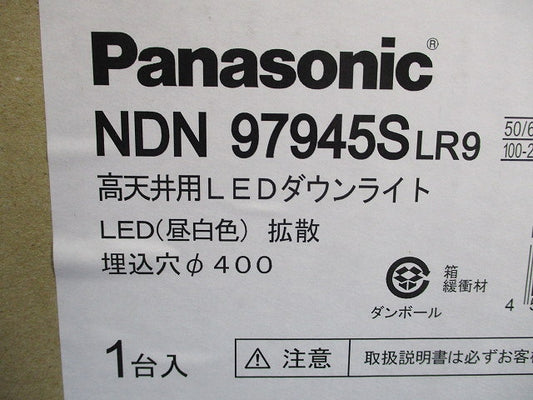 Panasonic®
NDN 97945SLR9
50/6
100-2
高天井用LEDダウンライト
LED(昼白色) 拡散
埋込穴φ400
箱
緩衝材
ダンボール
4
1台入
注意
取扱説明書は必ずお客